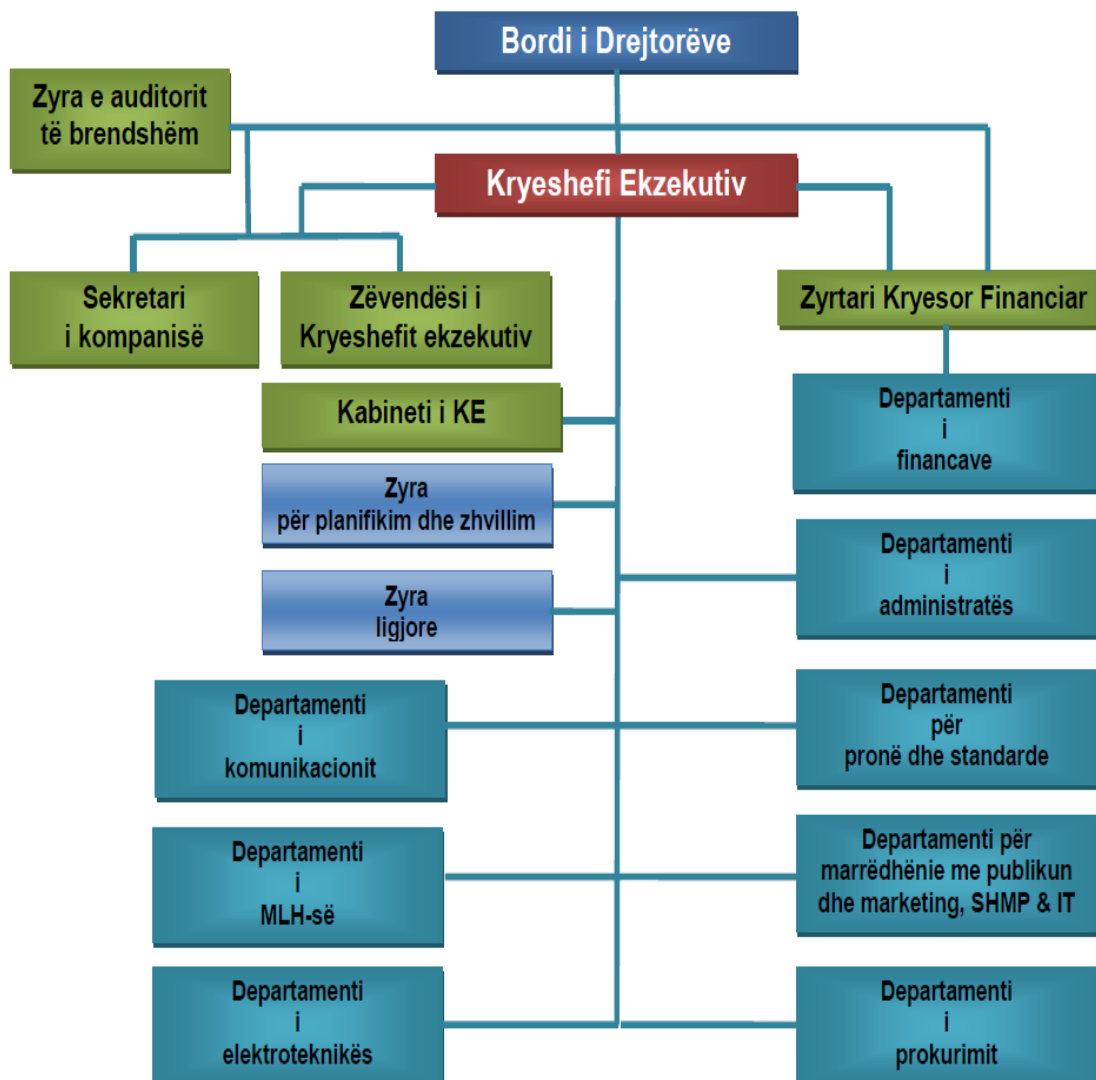 Bordi i Drejtorëve
Zyra e auditorit
të brendshëm
Kryeshefi Ekzekutiv
Sekretari
i kompanisë
Zëvendësi i
Kryeshefit ekzekutiv
Zyrtari Kryesor Financiar
Kabineti i KE
Departamenti
i
financave
Zyra
për planifikim dhe zhvillim
Departamenti
i
administratës
Zyra
ligjore
Departamenti
i
komunikacionit
Departamenti
për
pronë dhe standarde
Departamenti
i
MLH-së
Departamenti për
marrëdhënie me publikun
dhe marketing, SHMP & IT
Departamenti
i
elektroteknikës
Departamenti
i
prokurimit